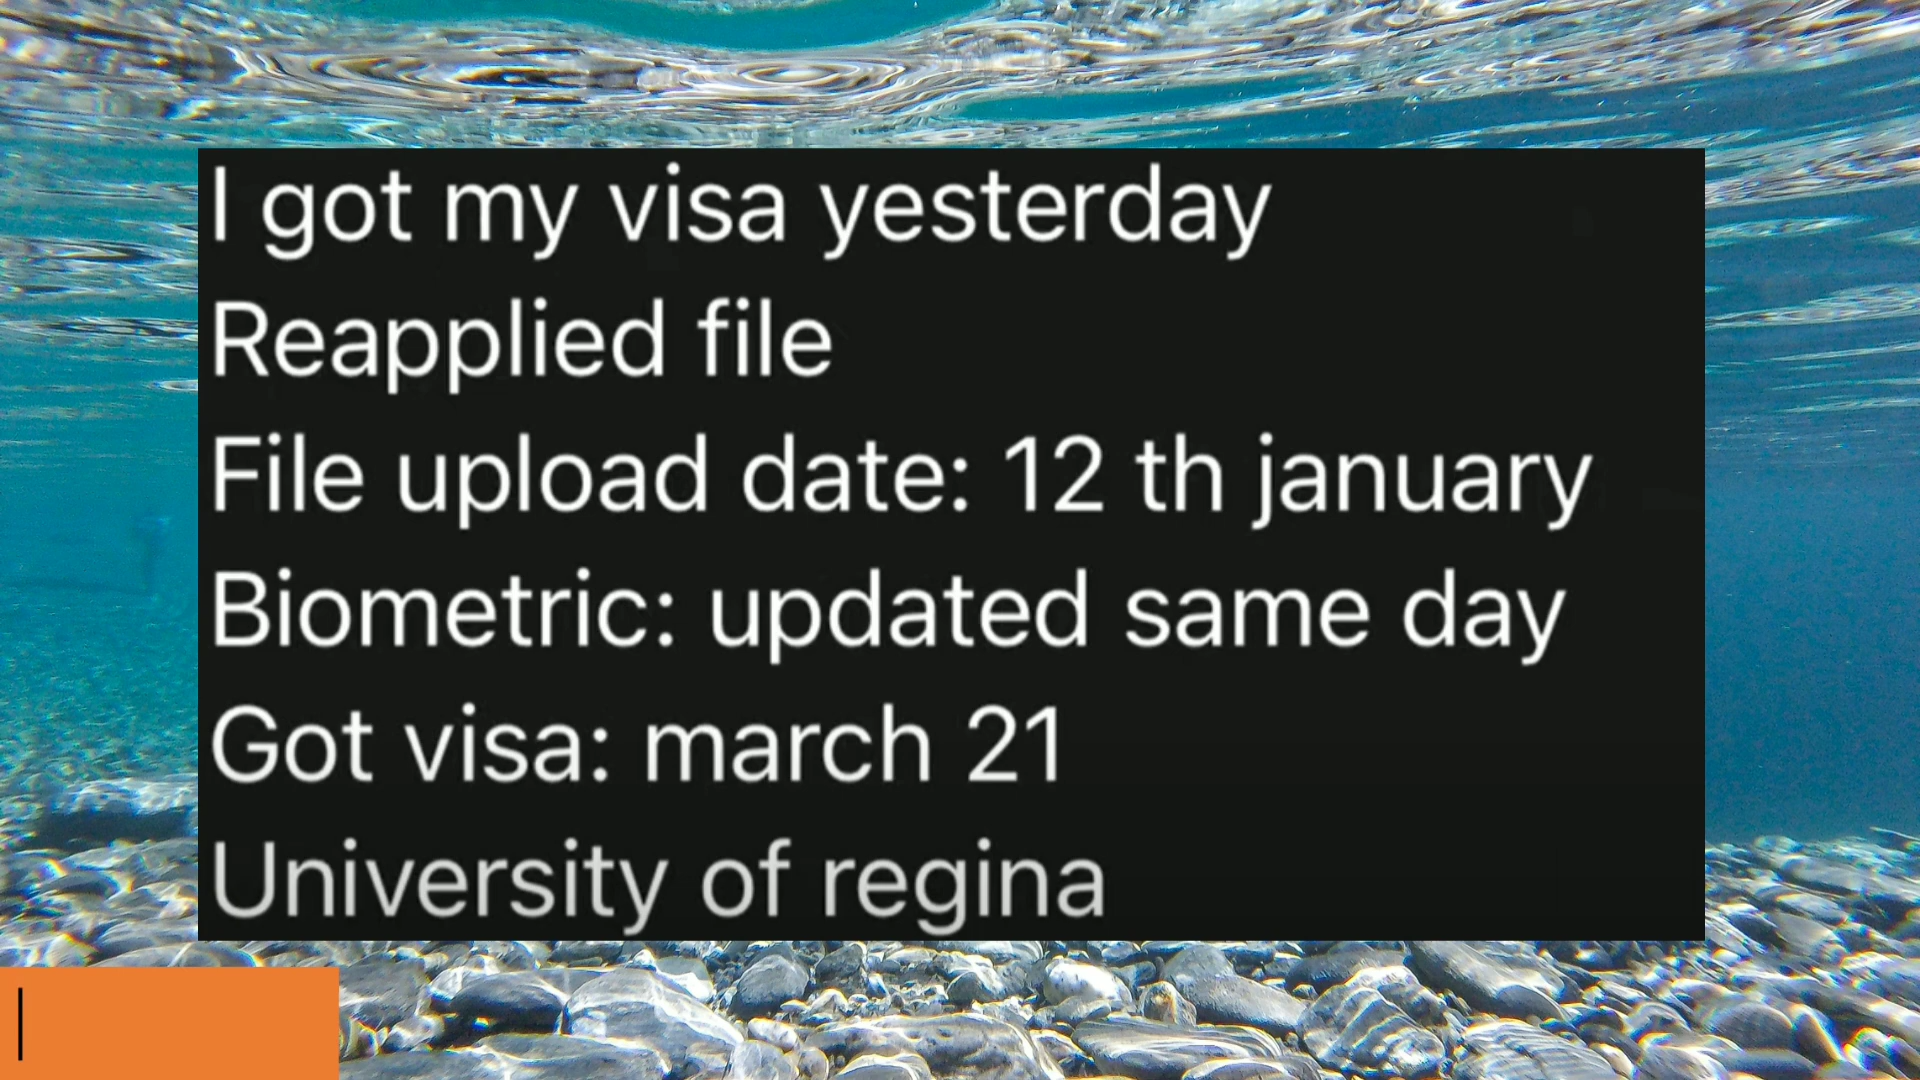 I got my visa yesterday
Reapplied file
File upload date: 12 th january
Biometric: updated same day
Got visa: march 21
University of regina